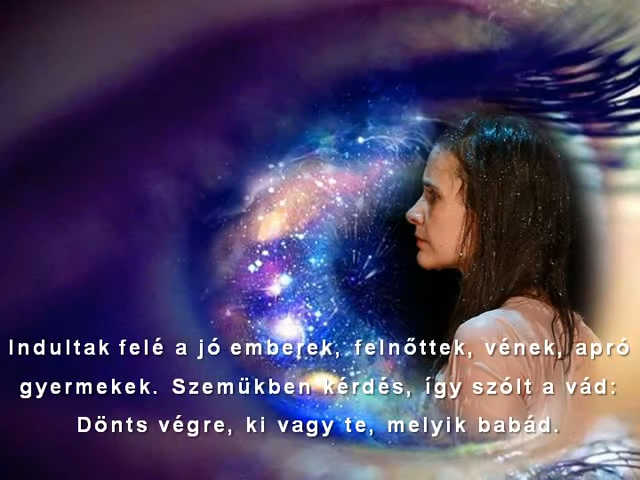 Indultak felé a jó emberek, felnőttek, vének, apró
gyermekek. Szemükben kérdés, így szólt a vád:
Dönts végre, ki vagy te, melyik babád.